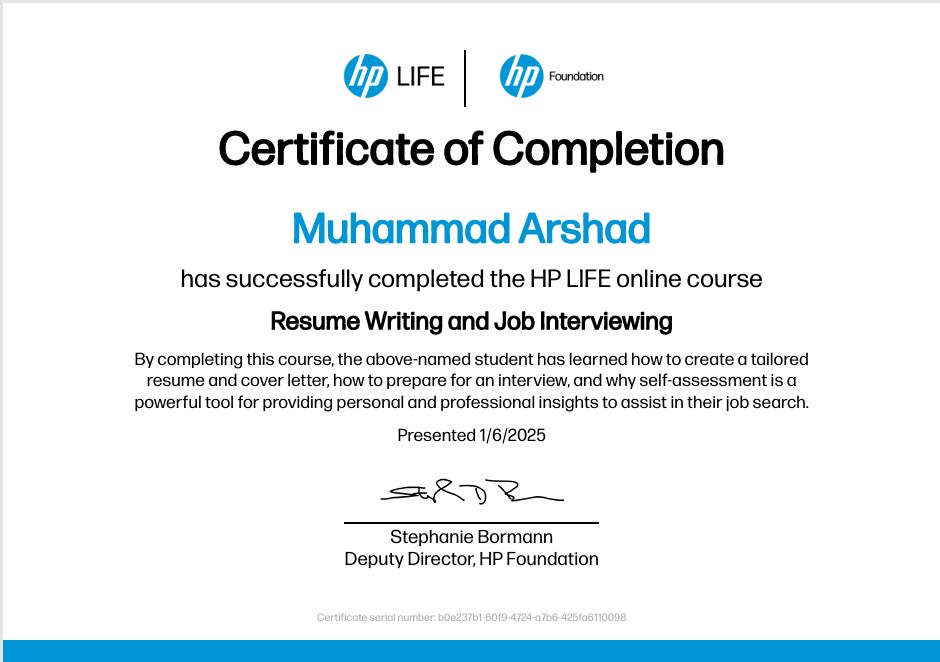 hp LIFE
hp Foundation
Certificate of Completion
Muhammad Arshad
has successfully completed the HP LIFE online course
Resume Writing and Job Interviewing
By completing this course, the above-named student has learned how to create a tailored
resume and cover letter, how to prepare for an interview, and why self-assessment is a
powerful tool for providing personal and professional insights to assist in their job search.
Presented 1/6/2025
Stephanie Bormann
Deputy Director, HP Foundation
Certificate serial number: b0e237b1-60f9-4724-a7b6-425fa6110098